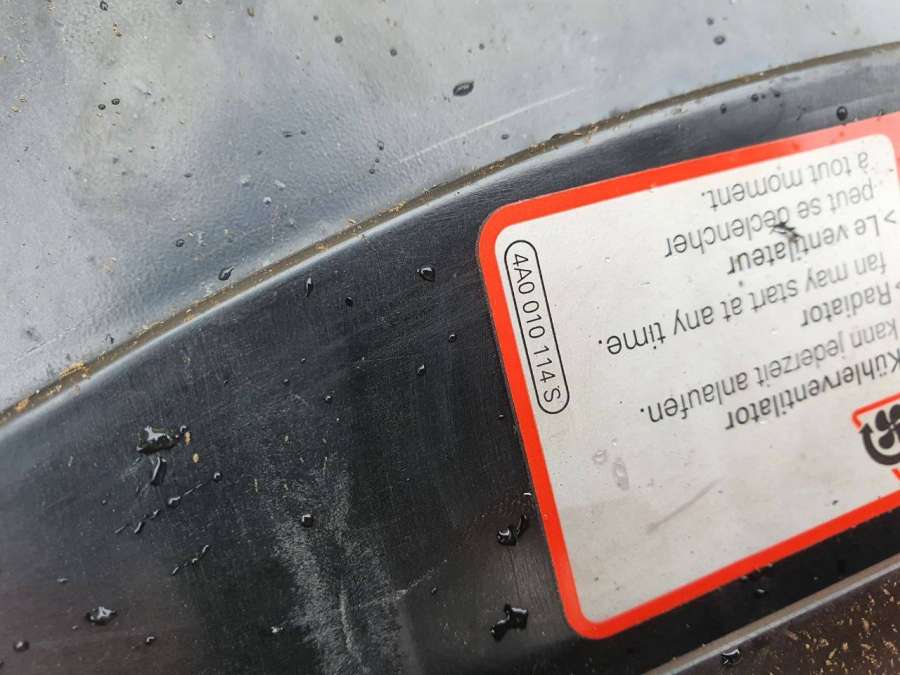 Kühlerventilator
kann jederzeit anlaufen.
> Radiator
fan may start at any time.
> Le ventilateur
peut se déclencher
à tout moment.
4A0 010 114 S